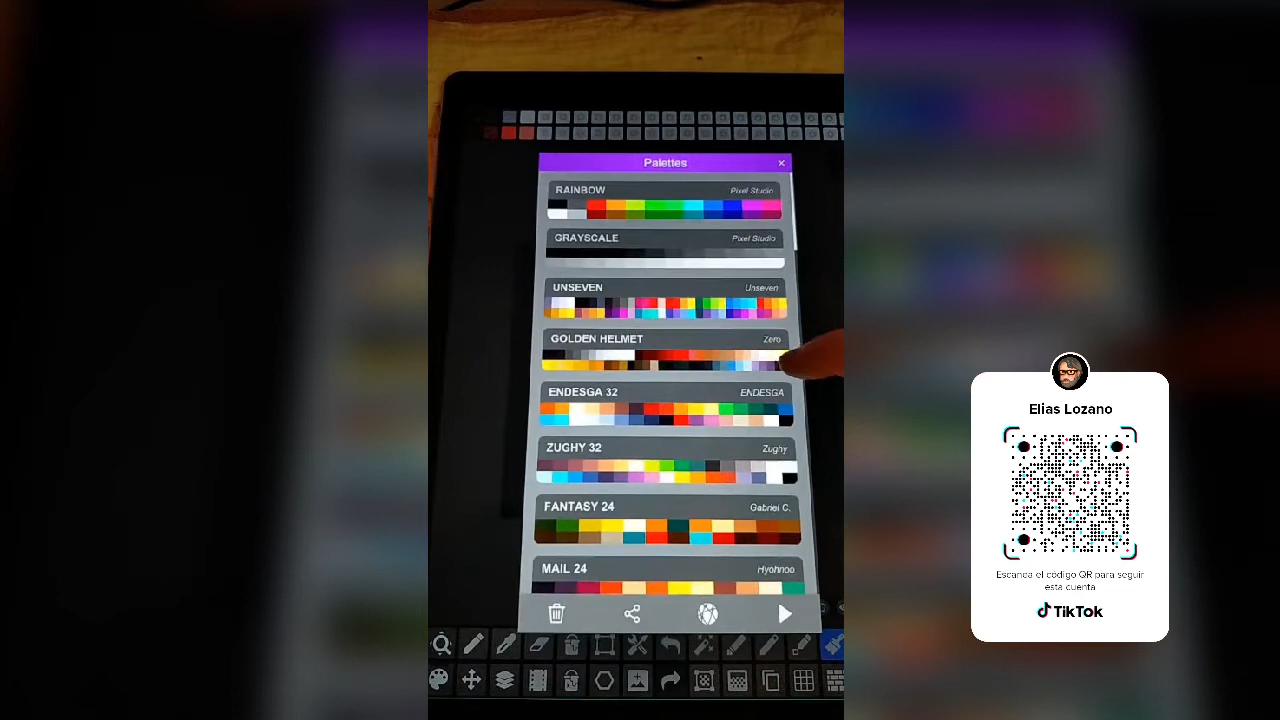 Palettes
RAINBOW
Pixel Studio
GRAYSCALE
Pixel Studio
UNSEVEN
Unseven
GOLDEN HELMET
Zero
ENDESGA 32
ENDESGA
ZUGHY 32
Zughy
FANTASY 24
Gabriel C.
MAIL 24
Hyohnoo
Elias Lozano
Escanea el código QR para seguir
esta cuenta
TikTok